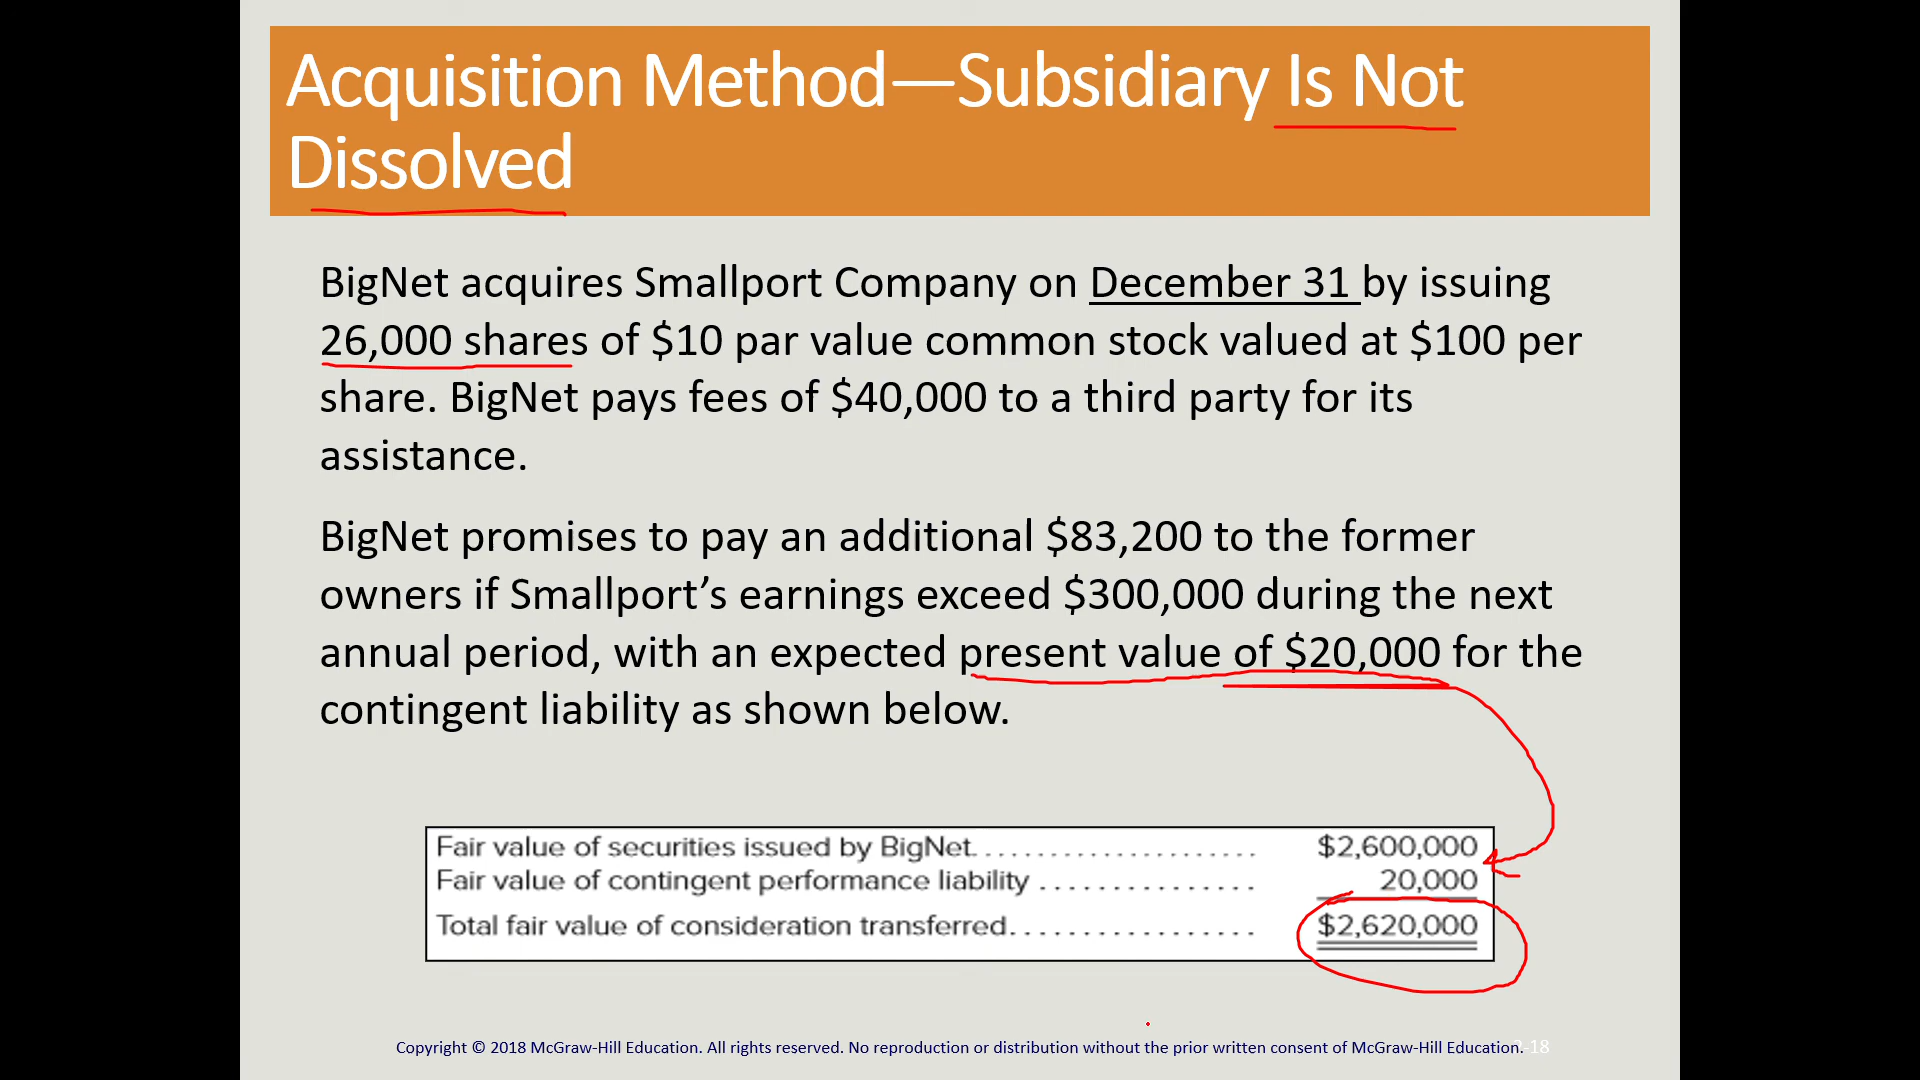 Acquisition Method—Subsidiary Is Not
Dissolved
BigNet acquires Smallport Company on December 31 by issuing
26,000 shares of $10 par value common stock valued at $100 per
share. BigNet pays fees of $40,000 to a third party for its
assistance.
BigNet promises to pay an additional $83,200 to the former
owners if Smallport’s earnings exceed $300,000 during the next
annual period, with an expected present value of $20,000 for the
contingent liability as shown below.
Fair value of securities issued by BigNet..................... $2,600,000
Fair value of contingent performance liability ............... 20,000
Total fair value of consideration transferred................. $2,620,000
Copyright © 2018 McGraw-Hill Education. All rights reserved. No reproduction or distribution without the prior written consent of McGraw-Hill Education.